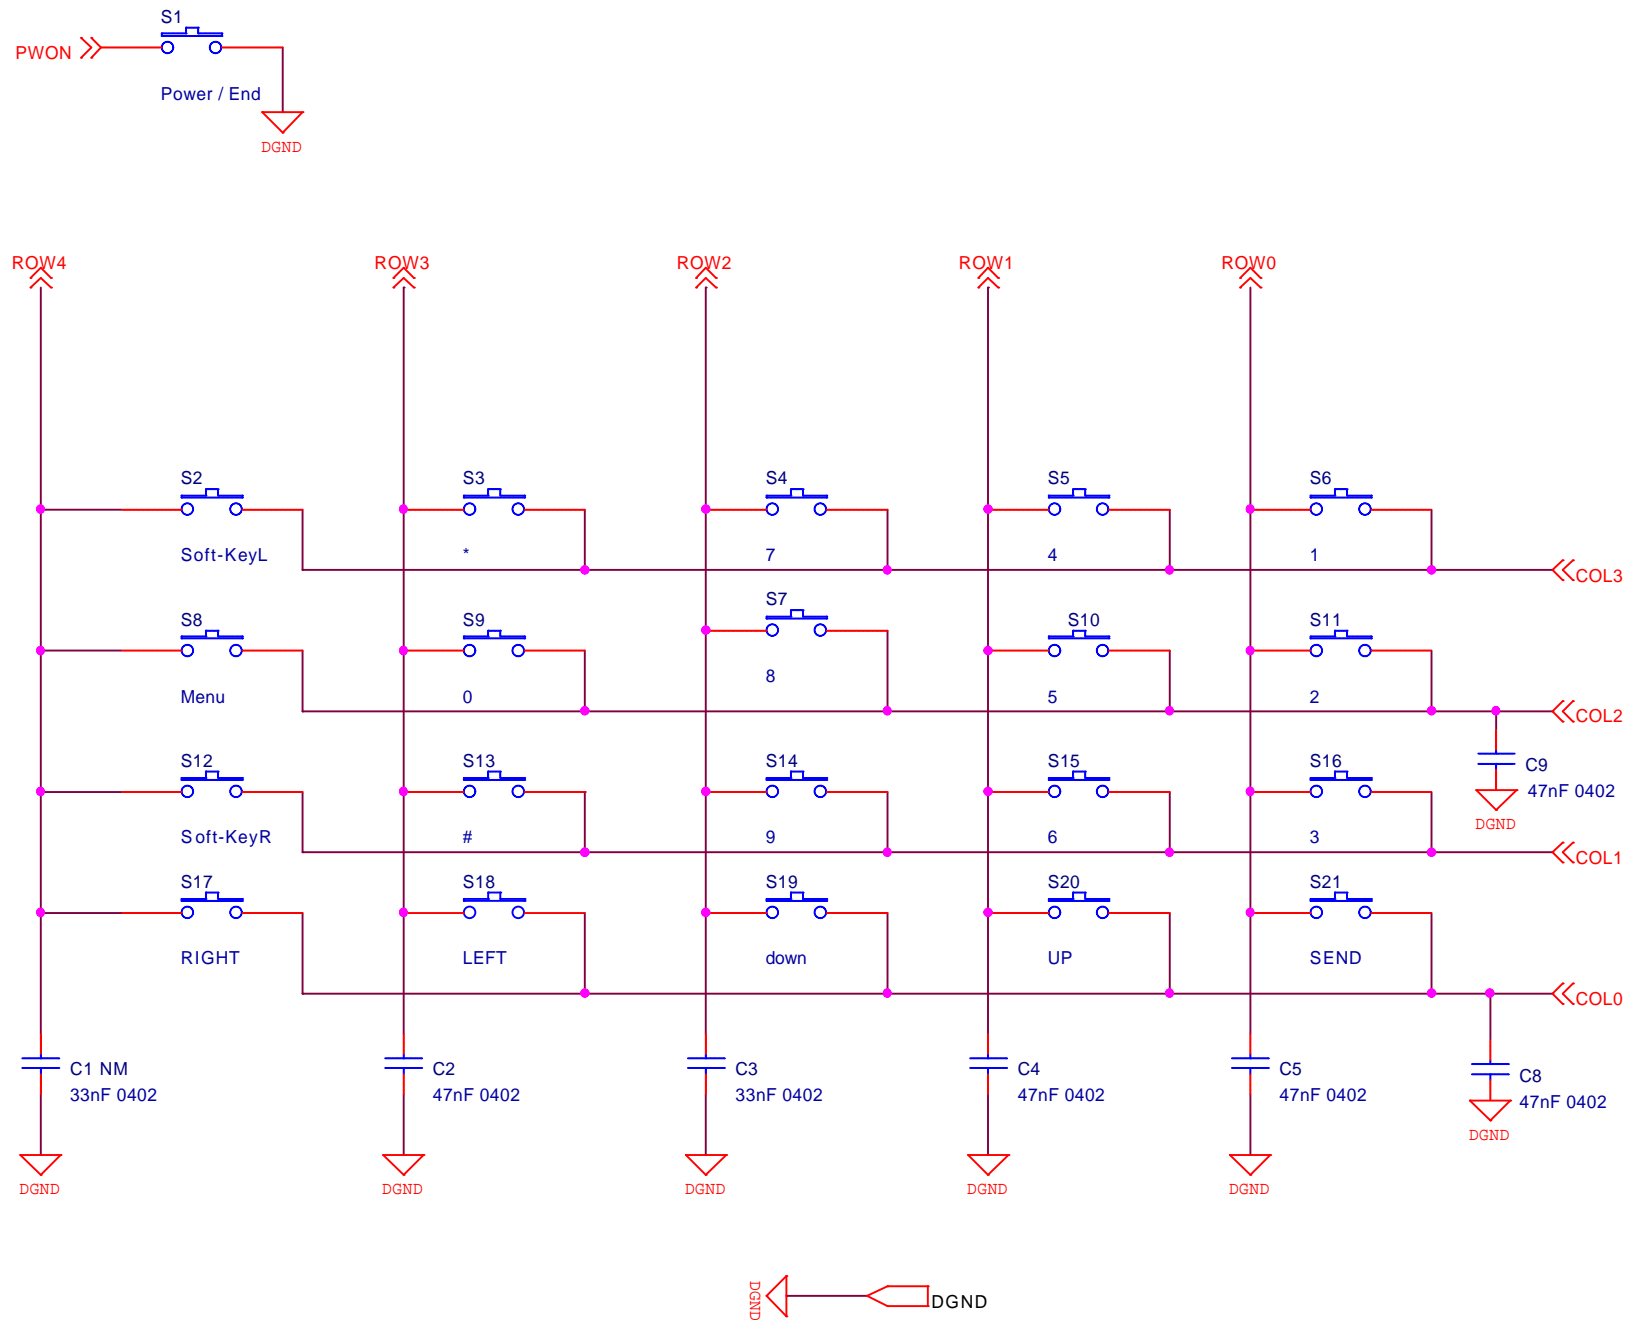 S1
PWON
Power / End
DGND
ROW4 ROW3 ROW2 ROW1 ROW0
S2 S3 S4 S5 S6
Soft-KeyL * 7 4 1
COL3
S7
S8 S9 S10 S11
8
Menu 0 5 2
COL2
S12 S13 S14 S15 S16
C9
47nF 0402
DGND
Soft-KeyR # 9 6 3
COL1
S17 S18 S19 S20 S21
RIGHT LEFT down UP SEND
COL0
C1 NM C2 C3 C4 C5 C8
33nF 0402 47nF 0402 33nF 0402 47nF 0402 47nF 0402 47nF 0402
DGND
DGND DGND DGND DGND DGND
DGND DGND